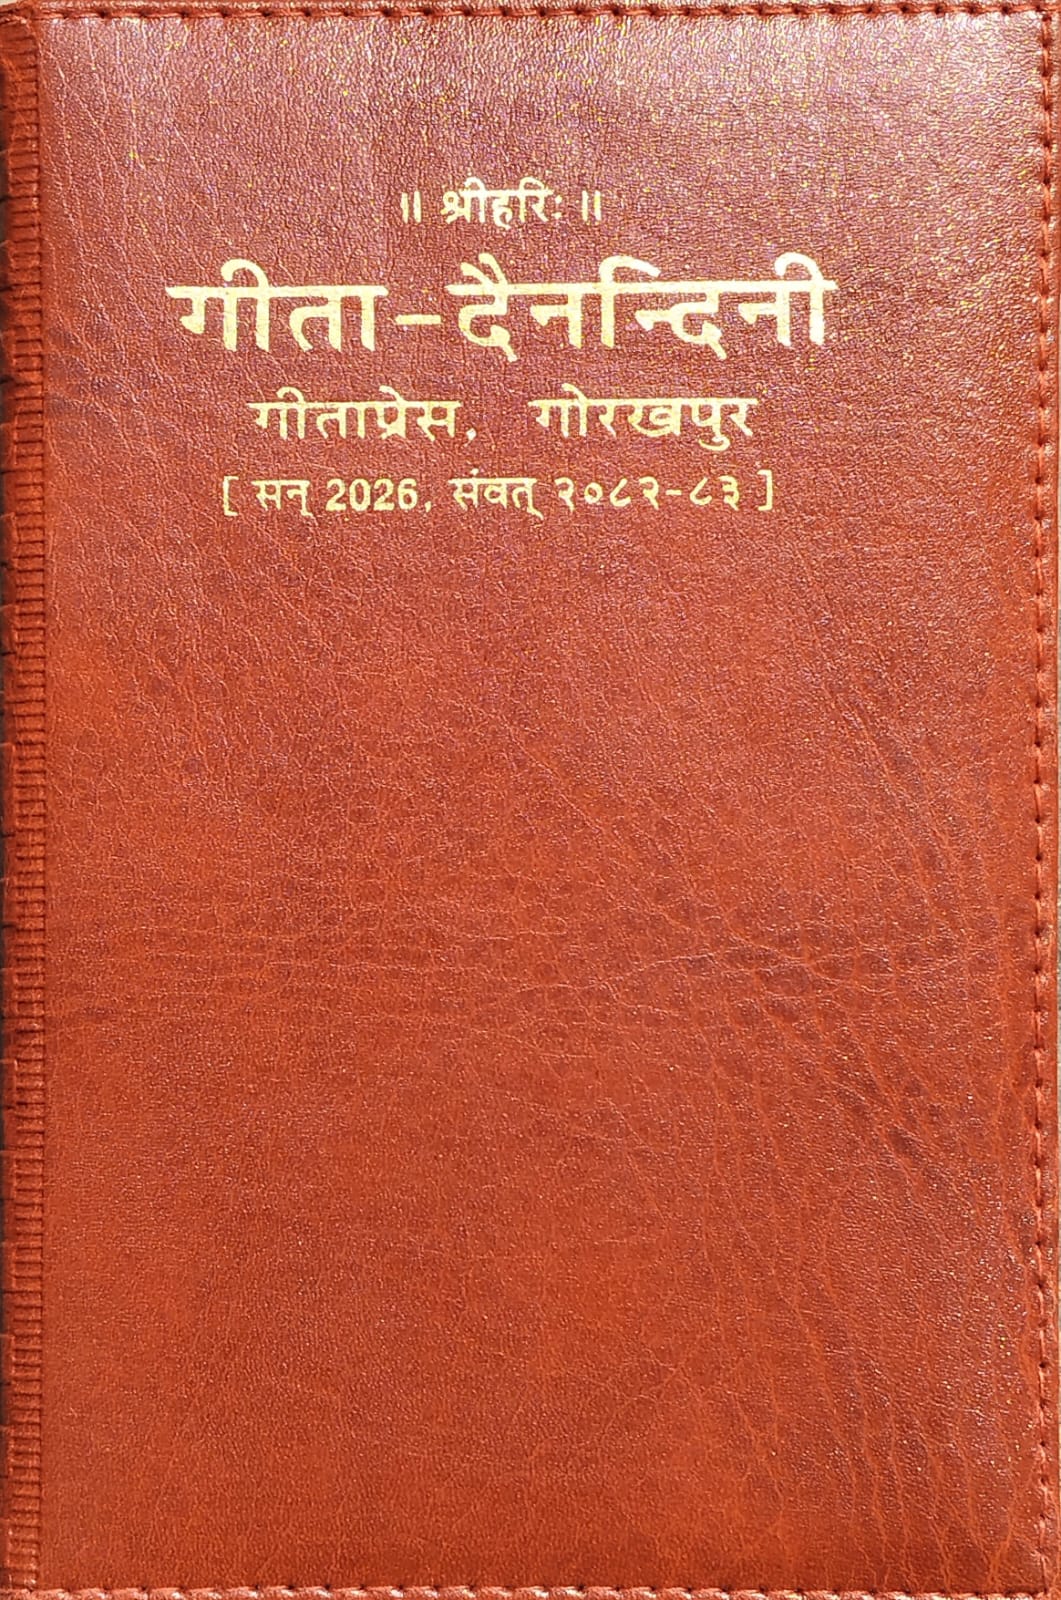 ॥ श्रीहरिः ॥
गीता-दैनन्दिनी
गीताप्रेस, गोरखपुर
[ सन् 2026, संवत् २०८२-८३ ]